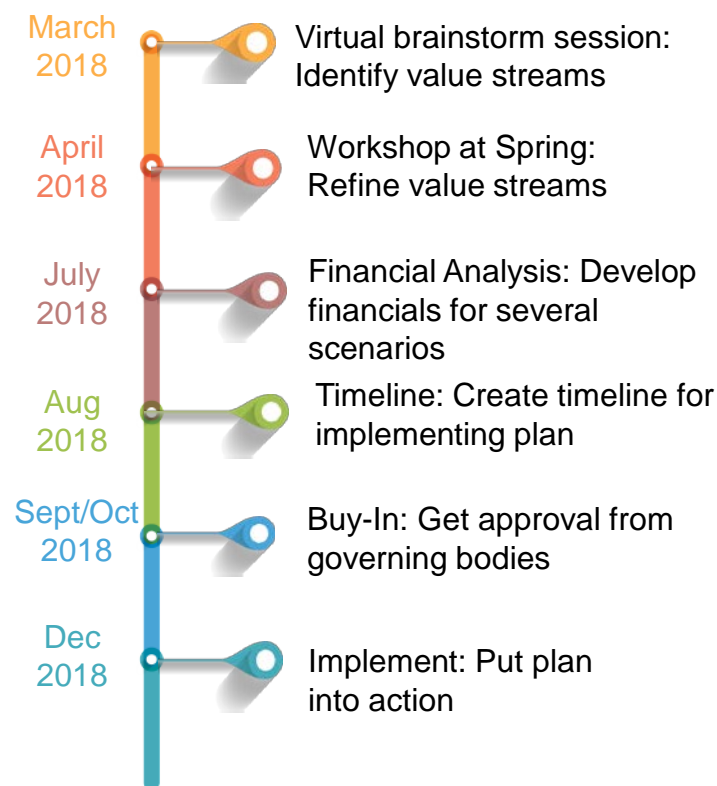 March
2018
Virtual brainstorm session:
Identify value streams
April
2018
Workshop at Spring:
Refine value streams
July
2018
Financial Analysis: Develop
financials for several
scenarios
Aug
2018
Timeline: Create timeline for
implementing plan
Sept/Oct
2018
Buy-In: Get approval from
governing bodies
Dec
2018
Implement: Put plan
into action